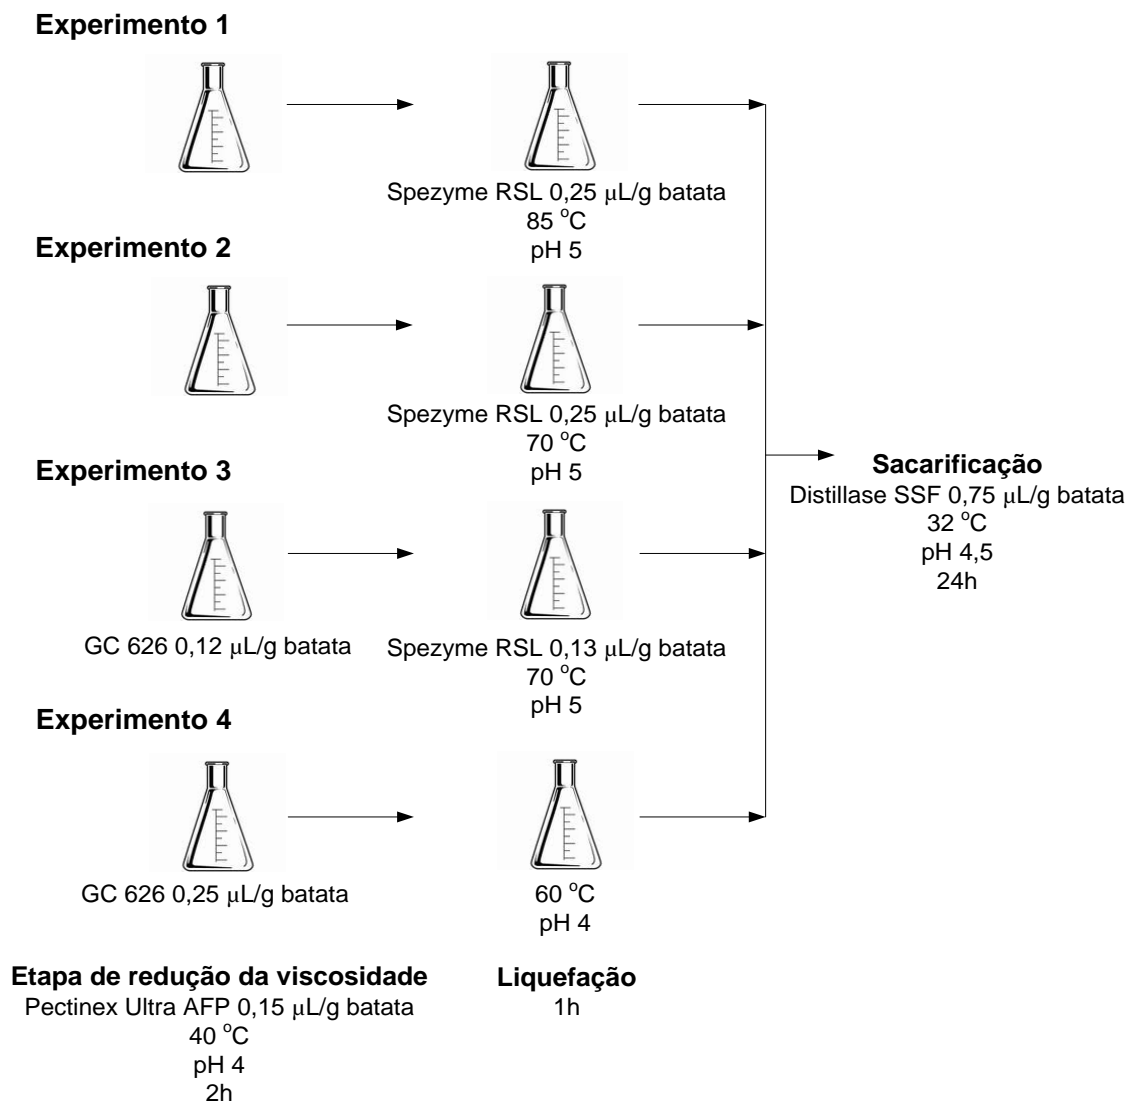 Experimento 1
Spezyme RSL 0,25 μL/g batata
85 °C
pH 5
Experimento 2
Spezyme RSL 0,25 μL/g batata
70 °C
pH 5
Experimento 3
GC 626 0,12 μL/g batata
Spezyme RSL 0,13 μL/g batata
70 °C
pH 5
Experimento 4
GC 626 0,25 μL/g batata
60 °C
pH 4
Sacarificação
Distillase SSF 0,75 μL/g batata
32 °C
pH 4,5
24h
Etapa de redução da viscosidade
Pectinex Ultra AFP 0,15 μL/g batata
40 °C
pH 4
2h
Liquefação
1h